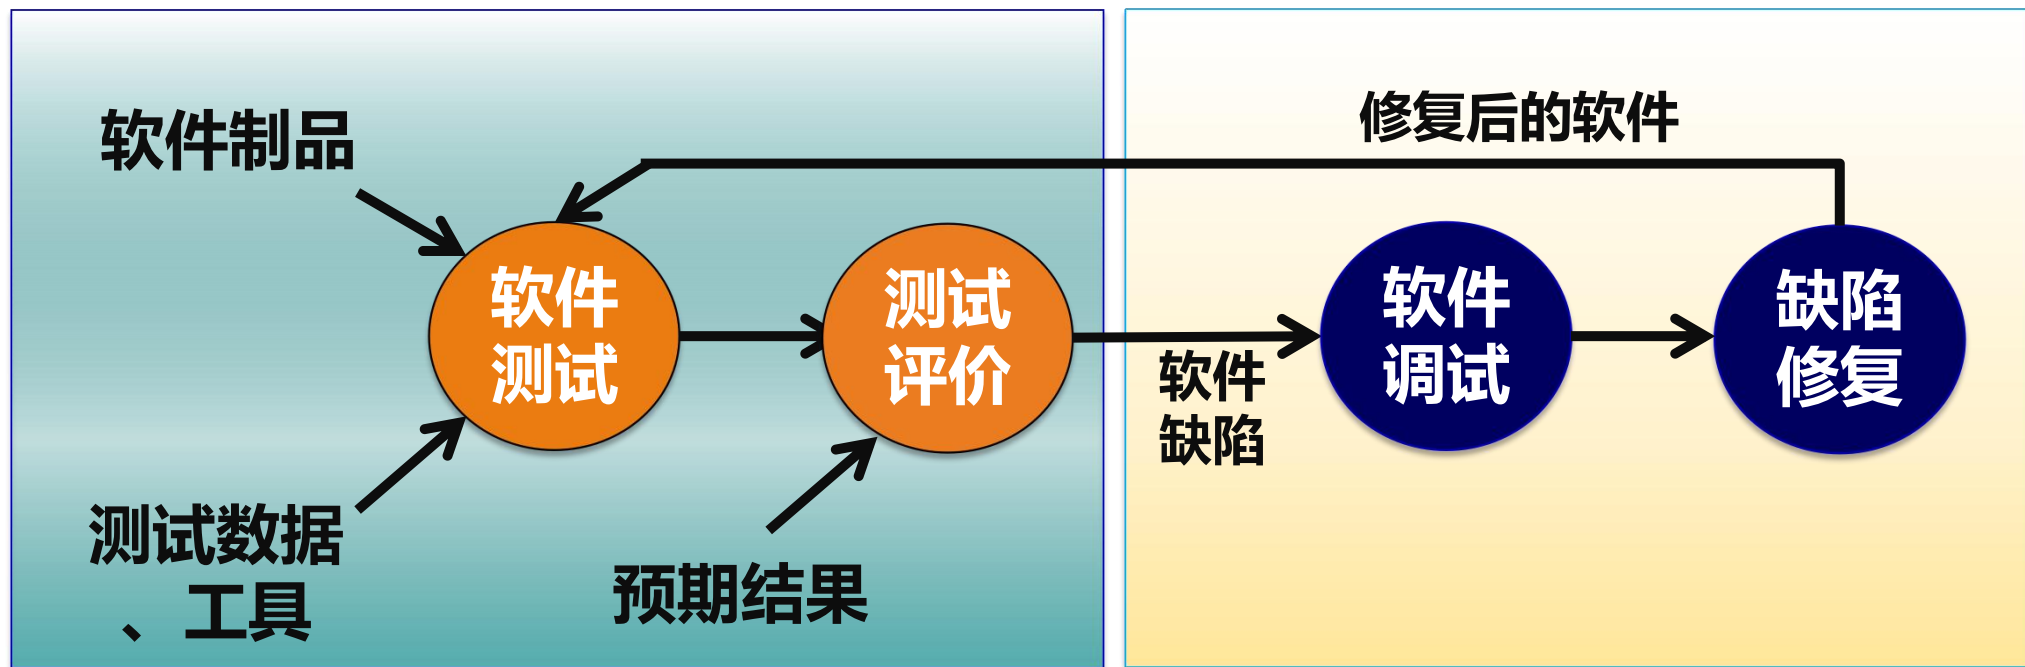 软件制品
修复后的软件
软件
测试
测试
评价
软件
缺陷
软件
调试
缺陷
修复
测试数据
、工具
预期结果